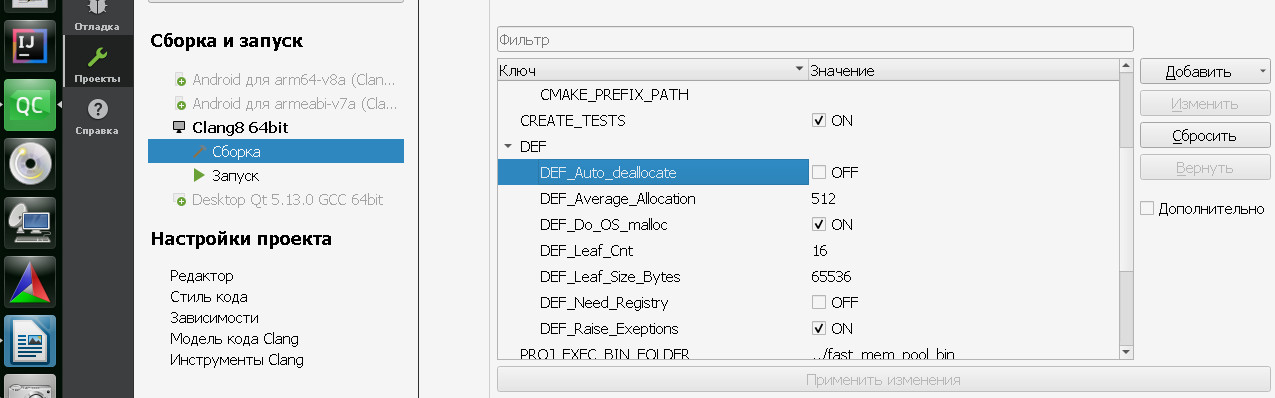 Отладка
Проекты
Справка
Сборка и запуск
Android для arm64-v8a (Clan...
Android для armeabi-v7a (Cla...
Clang8 64bit
Сборка
Запуск
Desktop Qt 5.13.0 GCC 64bit
Настройки проекта
Редактор
Стиль кода
Зависимости
Модель кода Clang
Инструменты Clang
IJ
QC
Фильтр
Ключ Значение
CMAKE_PREFIX_PATH
CREATE_TESTS ON
DEF
DEF_Auto_deallocate OFF
DEF_Average_Allocation 512
DEF_Do_OS_malloc ON
DEF_Leaf_Cnt 16
DEF_Leaf_Size_Bytes 65536
DEF_Need_Registry OFF
DEF_Raise_Exeptions ON
PROJ_EXEC_BIN_FOLDER ../fast_mem_pool_bin
Применить изменения
Добавить
Изменить
Сбросить
Вернуть
Дополнительно